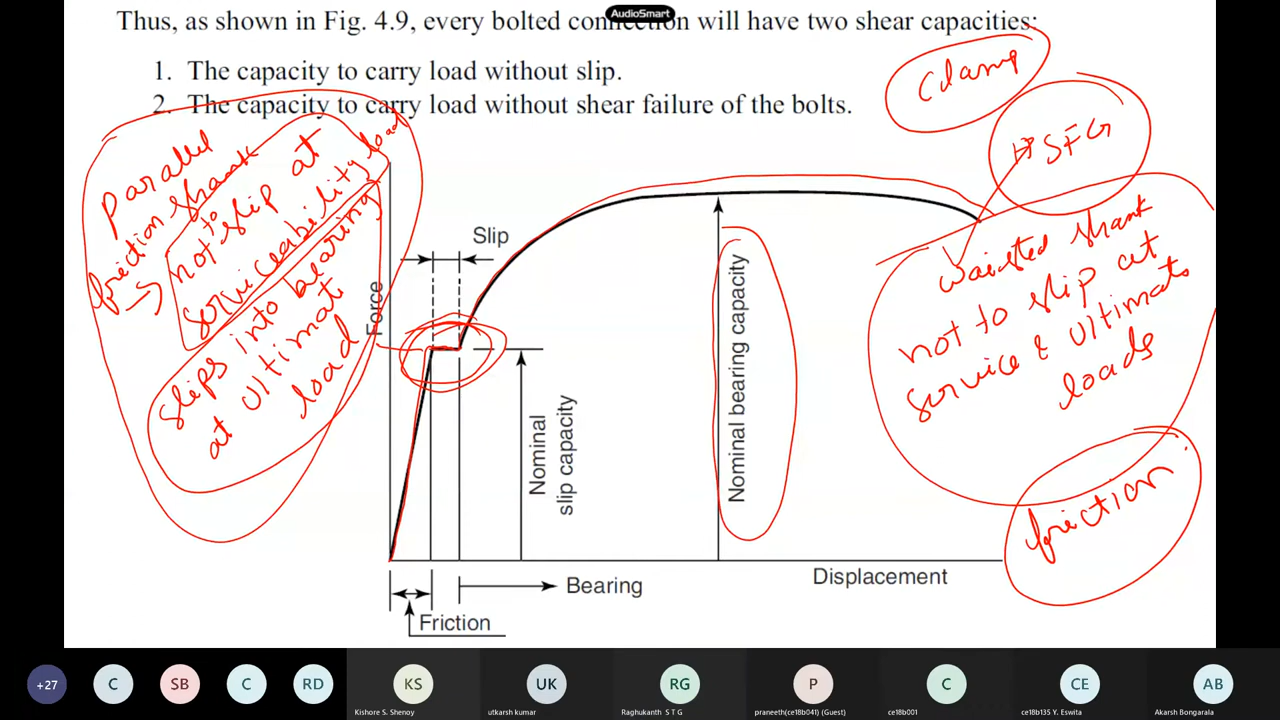 AudioSmart
Thus, as shown in Fig. 4.9, every bolted connection will have two shear capacities:
1. The capacity to carry load without slip.
2. The capacity to carry load without shear failure of the bolts.
Clamp
HSFG
parallel
friction shank
→ not to slip at
serviceability load
slips into bearing
at ultimate
load
waisted shank
not to slip at
service & ultimate
loads
friction
Slip
Force
Nominal
slip capacity
Nominal bearing capacity
Displacement
Bearing
Friction
+27
C
SB
C
RD
KS
Kishore S. Shenoy
UK
utkarsh kumar
RG
Raghukanth S T G
P
praneeth(ce18b041) (Guest)
C
ce18b001
CE
ce18b135 Y. Eswita
AB
Akarsh Bongarala